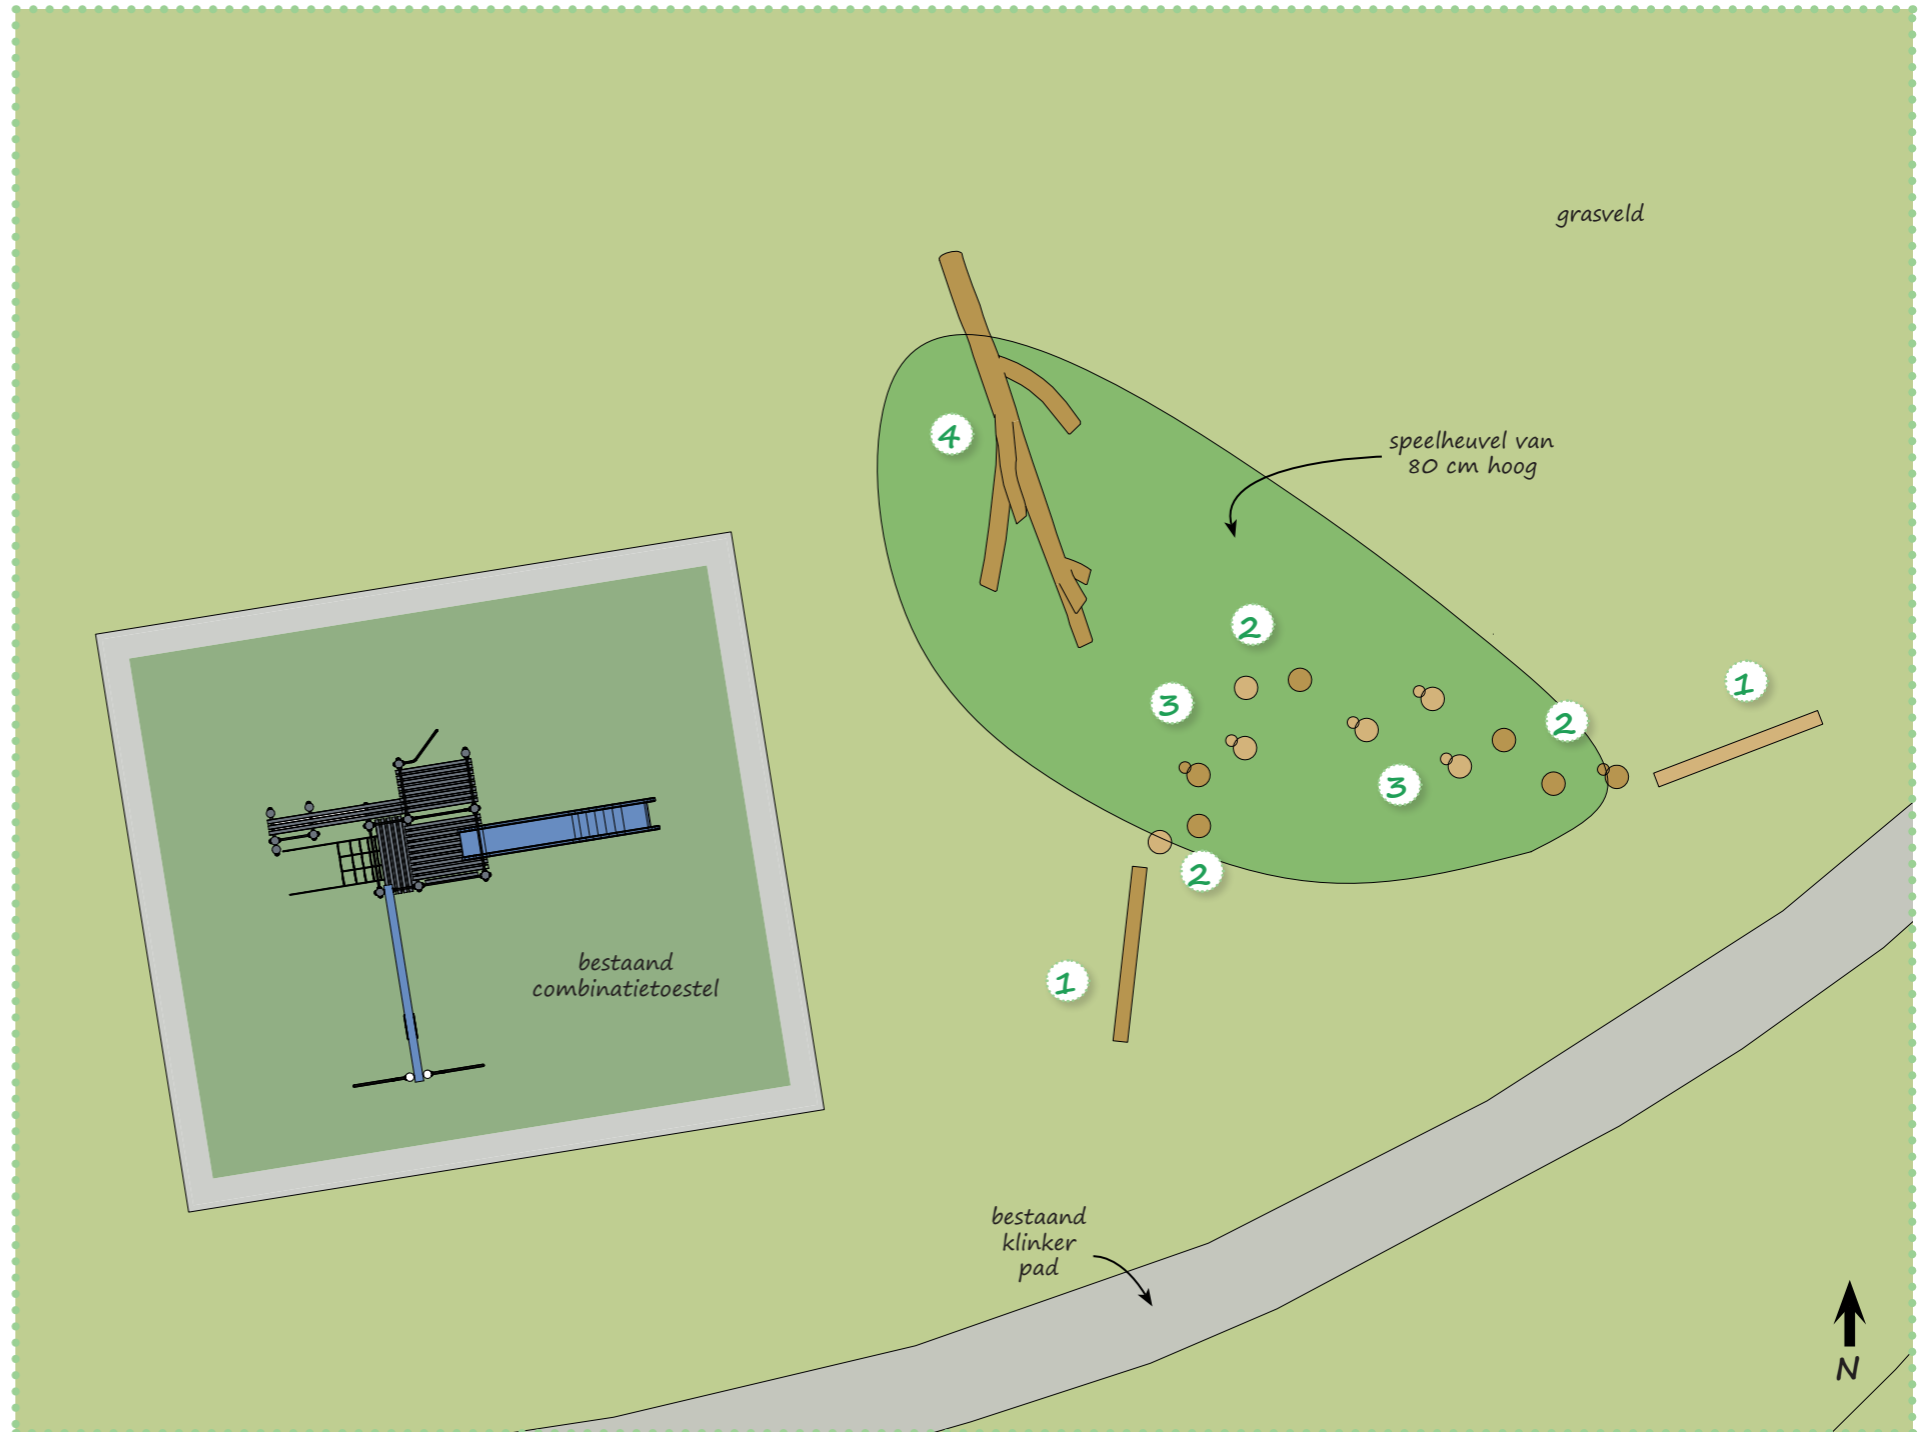 grasveld
4
speelheuvel van
80 cm hoog
2
3
1
2
3
2
1
bestaand
combinatietoestel
bestaand
klinker
pad
N